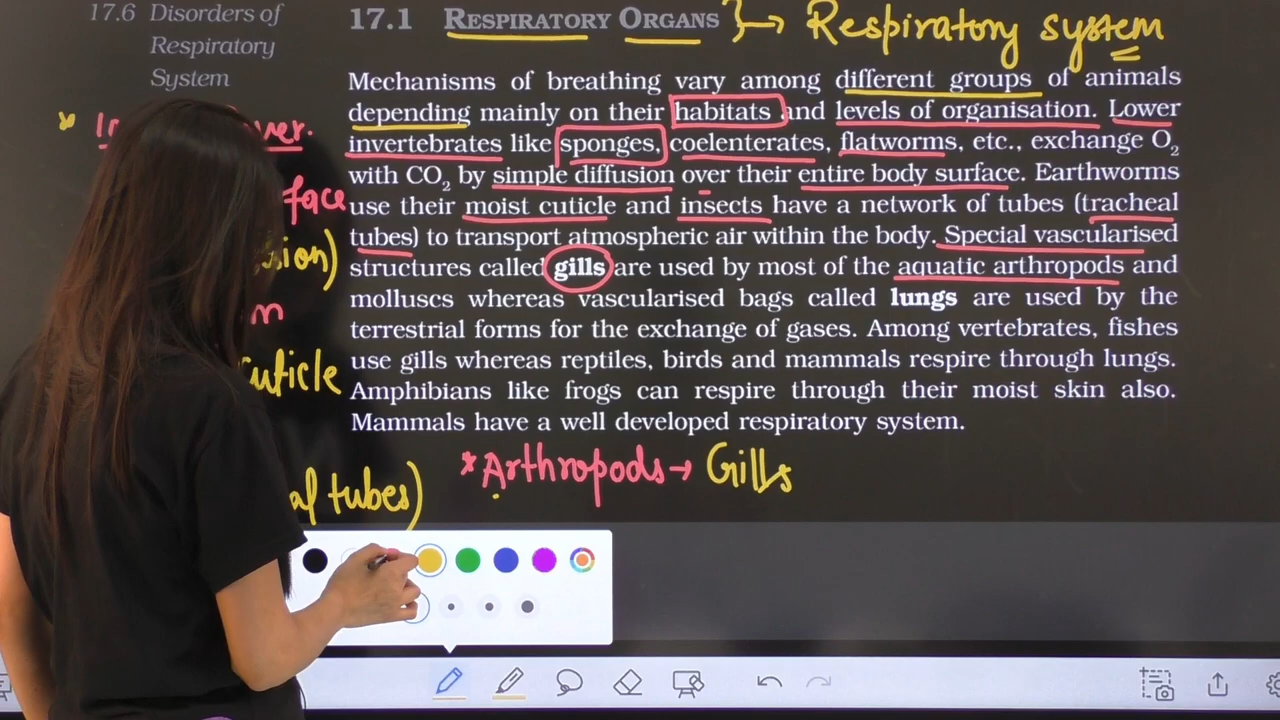 17.6 Disorders of
Respiratory
System
17.1 RESPIRATORY ORGANS } → Respiratory system
Mechanisms of breathing vary among different groups of animals
depending mainly on their habitats and levels of organisation. Lower
invertebrates like sponges, coelenterates, flatworms, etc., exchange O₂
with CO₂ by simple diffusion over their entire body surface. Earthworms
use their moist cuticle and insects have a network of tubes (tracheal
tubes) to transport atmospheric air within the body. Special vascularised
structures called gills are used by most of the aquatic arthropods and
molluscs whereas vascularised bags called lungs are used by the
terrestrial forms for the exchange of gases. Among vertebrates, fishes
use gills whereas reptiles, birds and mammals respire through lungs.
Amphibians like frogs can respire through their moist skin also.
Mammals have a well developed respiratory system.
cuticle
tubes)
*Arthropods → Gills